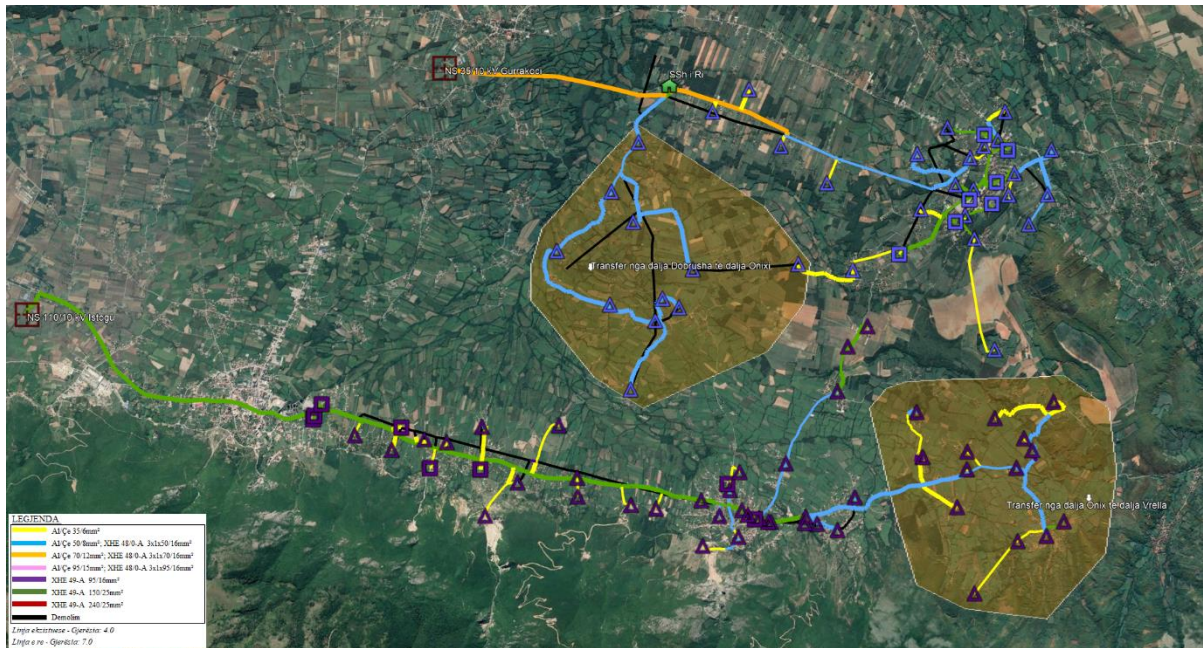 NS 35/10 kV Gurrakoci
SSh i Ri
Transfer nga dalja Dobrusha te dalja Onix
NS 110/10 kV Istogu
Transfer nga dalja Onix te dalja Vrella
LEGJENDA
Al/Çe 35/6mm²
Al/Çe 50/8mm²; XHE 48/0-A 3x1x50/16mm²
Al/Çe 70/12mm²; XHE 48/0-A 3x1x70/16mm²
Al/Çe 95/15mm²; XHE 48/0-A 3x1x95/16mm²
XHE 49-A 95/16mm²
XHE 49-A 150/25mm²
XHE 49-A 240/25mm²
Demolim
Linja ekzistuese - Gjerësia: 4.0
Linja e re - Gjerësia: 7.0